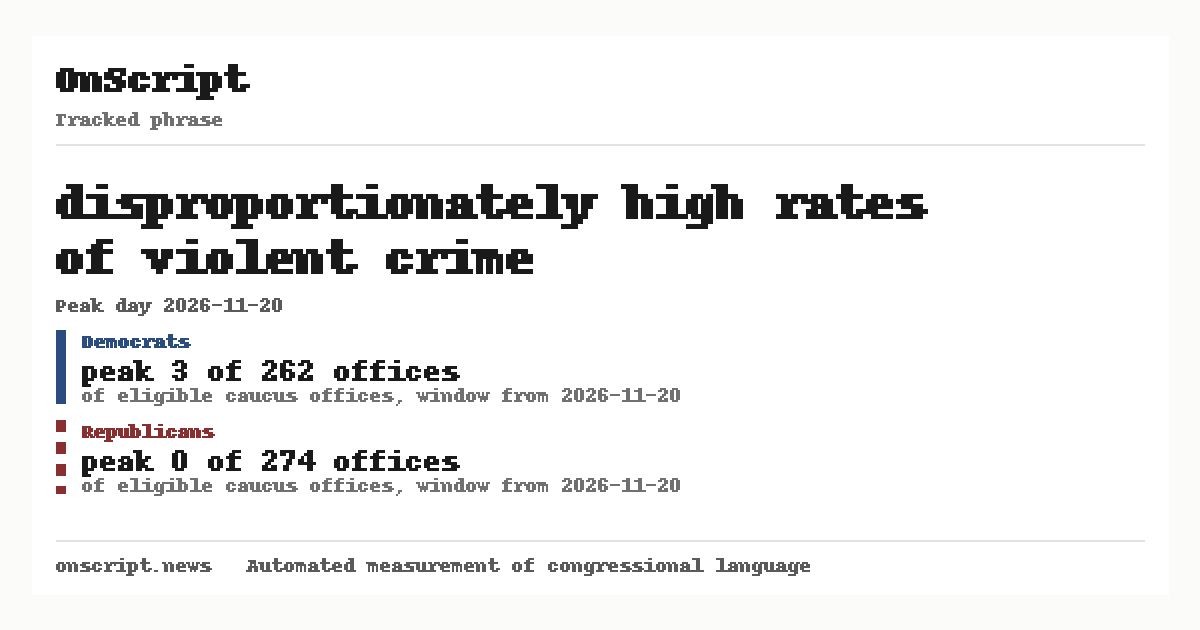 OnScript
Tracked phrase
disproportionately high rates
of violent crime
Peak day 2026-11-20
Democrats
peak 3 of 262 offices
of eligible caucus offices, window from 2026-11-20
Republicans
peak 0 of 274 offices
of eligible caucus offices, window from 2026-11-20
onscript.news Automated measurement of congressional language